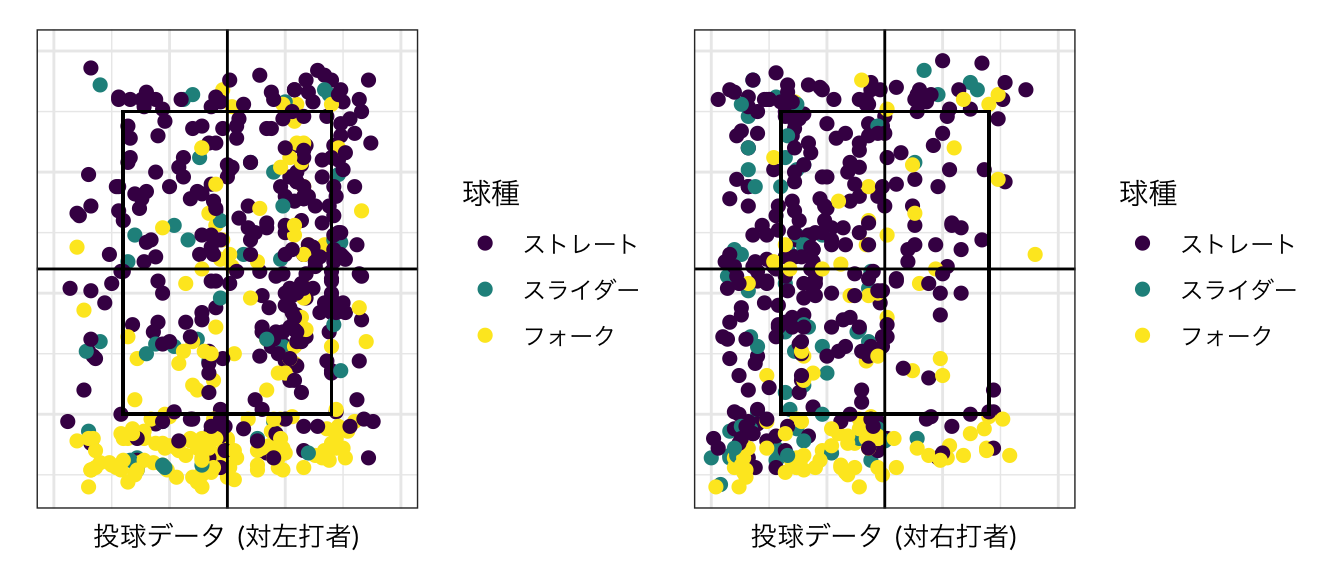 球種
ストレート
スライダー
フォーク
投球データ (対左打者)
球種
ストレート
スライダー
フォーク
投球データ (対右打者)